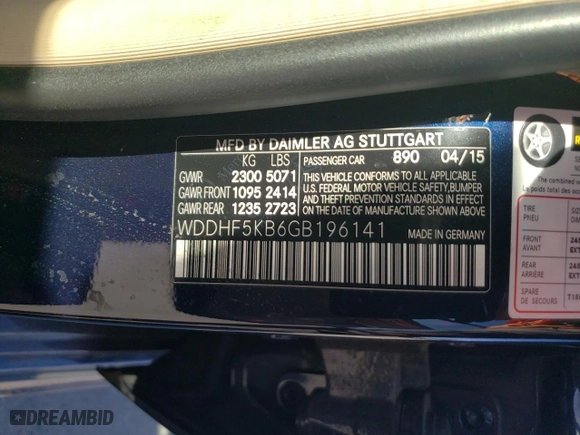 MFD BY DAIMLER AG STUTTGART
KG LBS PASSENGER CAR 890 04/15
GVWR 2300 5071
GAWR FRONT 1095 2414
GAWR REAR 1235 2723
THIS VEHICLE CONFORMS TO ALL APPLICABLE
U.S. FEDERAL MOTOR VEHICLE SAFETY,BUMPER
AND THEFT PREVENTION STANDARDS IN EFFECT
ON THE DATE OF MANUFACTURE SHOWN ABOVE.
WDDHF5KB6GB196141 MADE IN GERMANY
TIRE
PNEU
FRONT
AVANT
REAR
ARRIÈRE
SPARE
DE SECOURS
DREAMBID